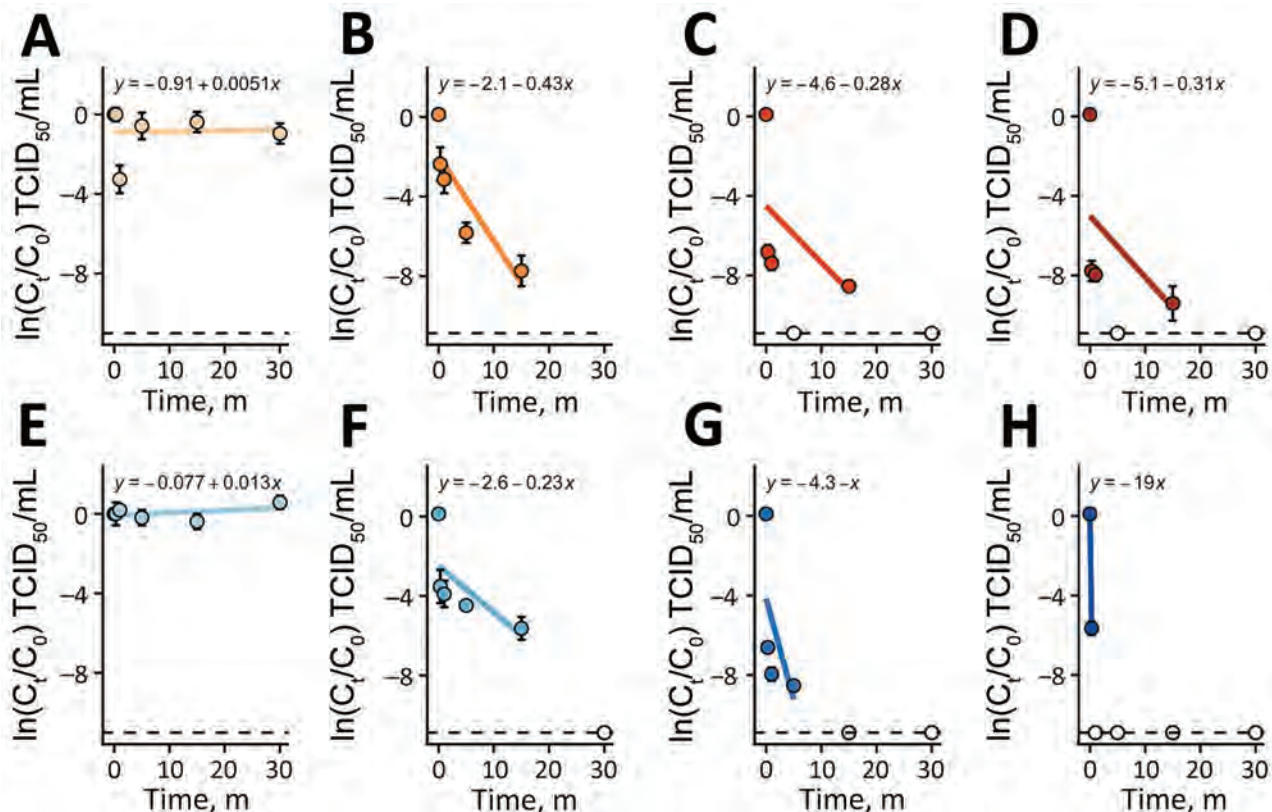 A
B
C
D
y = −0.91 + 0.0051x
y = −2.1 − 0.43x
y = −4.6 − 0.28x
y = −5.1 − 0.31x
ln(Ct/C0) TCID50/mL
ln(Ct/C0) TCID50/mL
ln(Ct/C0) TCID50/mL
ln(Ct/C0) TCID50/mL
0
−4
−8
0
−4
−8
0
−4
−8
0
−4
−8
0 10 20 30
0 10 20 30
0 10 20 30
0 10 20 30
Time, m
Time, m
Time, m
Time, m
E
F
G
H
y = −0.077 + 0.013x
y = −2.6 − 0.23x
y = −4.3 − x
y = −19x
ln(Ct/C0) TCID50/mL
ln(Ct/C0) TCID50/mL
ln(Ct/C0) TCID50/mL
ln(Ct/C0) TCID50/mL
0
−4
−8
0
−4
−8
0
−4
−8
0
−4
−8
0 10 20 30
0 10 20 30
0 10 20 30
0 10 20 30
Time, m
Time, m
Time, m
Time, m